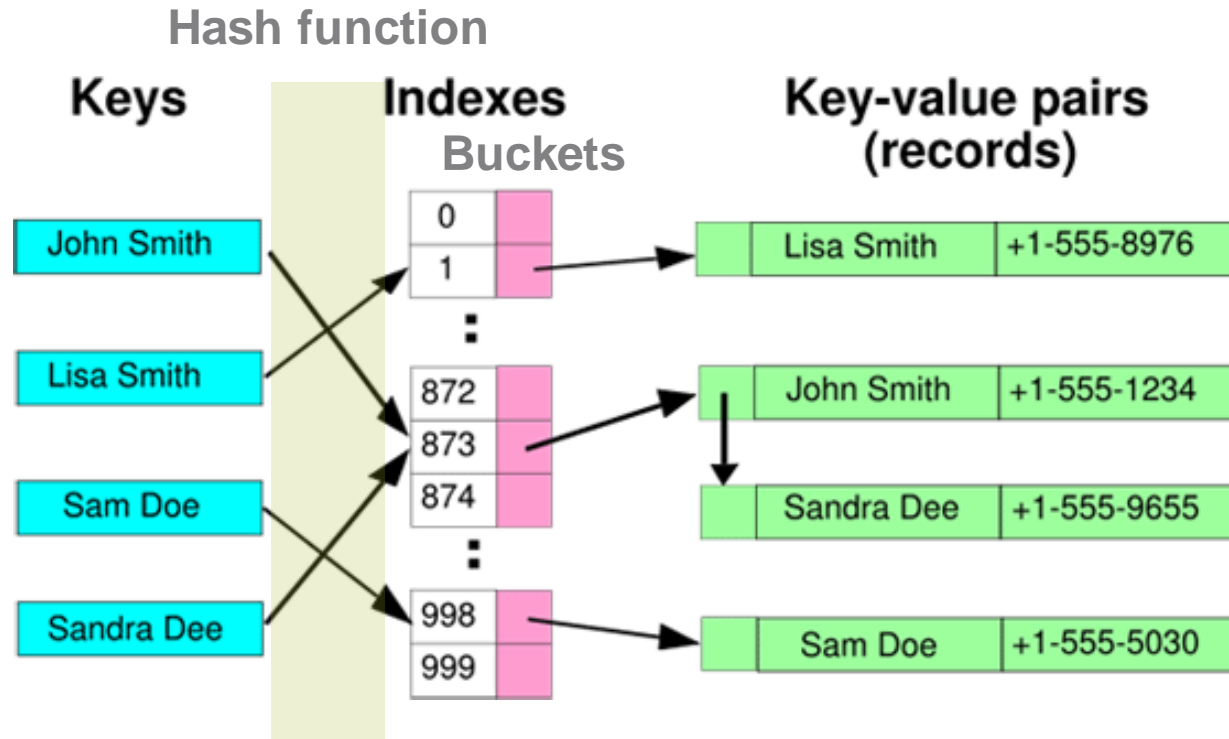 Hash function
Keys
Indexes
Key-value pairs
(records)
Buckets
John Smith
Lisa Smith
Sam Doe
Sandra Dee
0
1
:
872
873
874
:
998
999
Lisa Smith +1-555-8976
John Smith +1-555-1234
Sandra Dee +1-555-9655
Sam Doe +1-555-5030